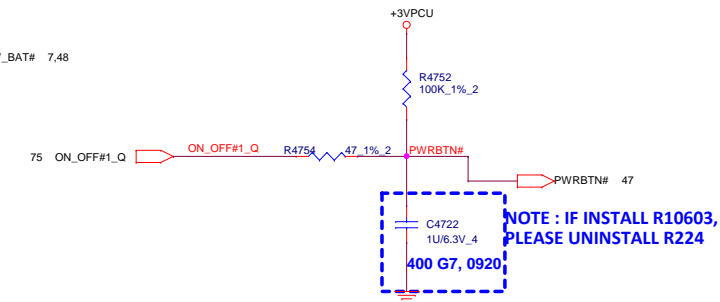 +3VPCU
_BAT# 7,48
R4752
100K_1%_2
75 ON_OFF#1_Q ON_OFF#1_Q R4754 47_1%_2 PWRBTN#
PWRBTN# 47
C4722
1U/6.3V_4
400 G7, 0920
NOTE : IF INSTALL R10603,
PLEASE UNINSTALL R224